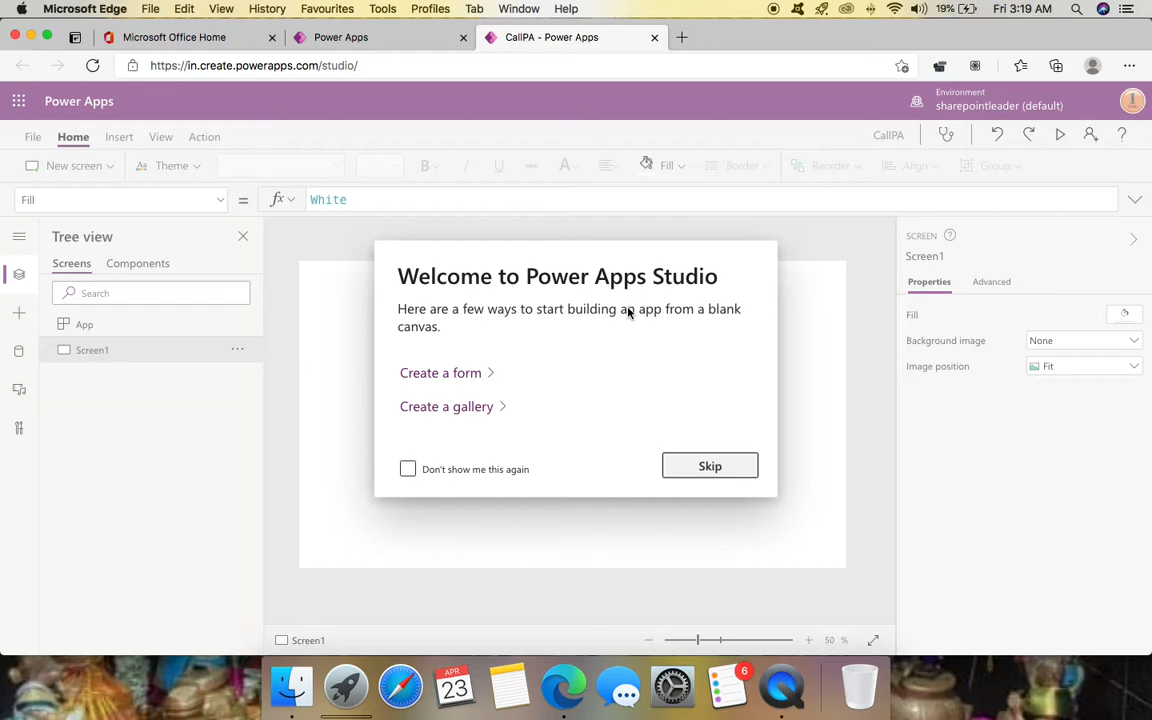 Microsoft Edge File Edit View History Favourites Tools Profiles Tab Window Help 19% Fri 3:19 AM
Microsoft Office Home Power Apps CallPA - Power Apps
https://in.create.powerapps.com/studio/
Power Apps
Environment
sharepointleader (default)
File Home Insert View Action CallPA
New screen Theme B I U abc A Fill Border Reorder Align Group
Fill = fx White
Tree view
Screens Components
Search
App
Screen1
Welcome to Power Apps Studio
Here are a few ways to start building an app from a blank
canvas.
Create a form
Create a gallery
Don't show me this again
Skip
SCREEN
Screen1
Properties Advanced
Fill
Background image None
Image position Fit
Screen1 50 %
APR
23
6